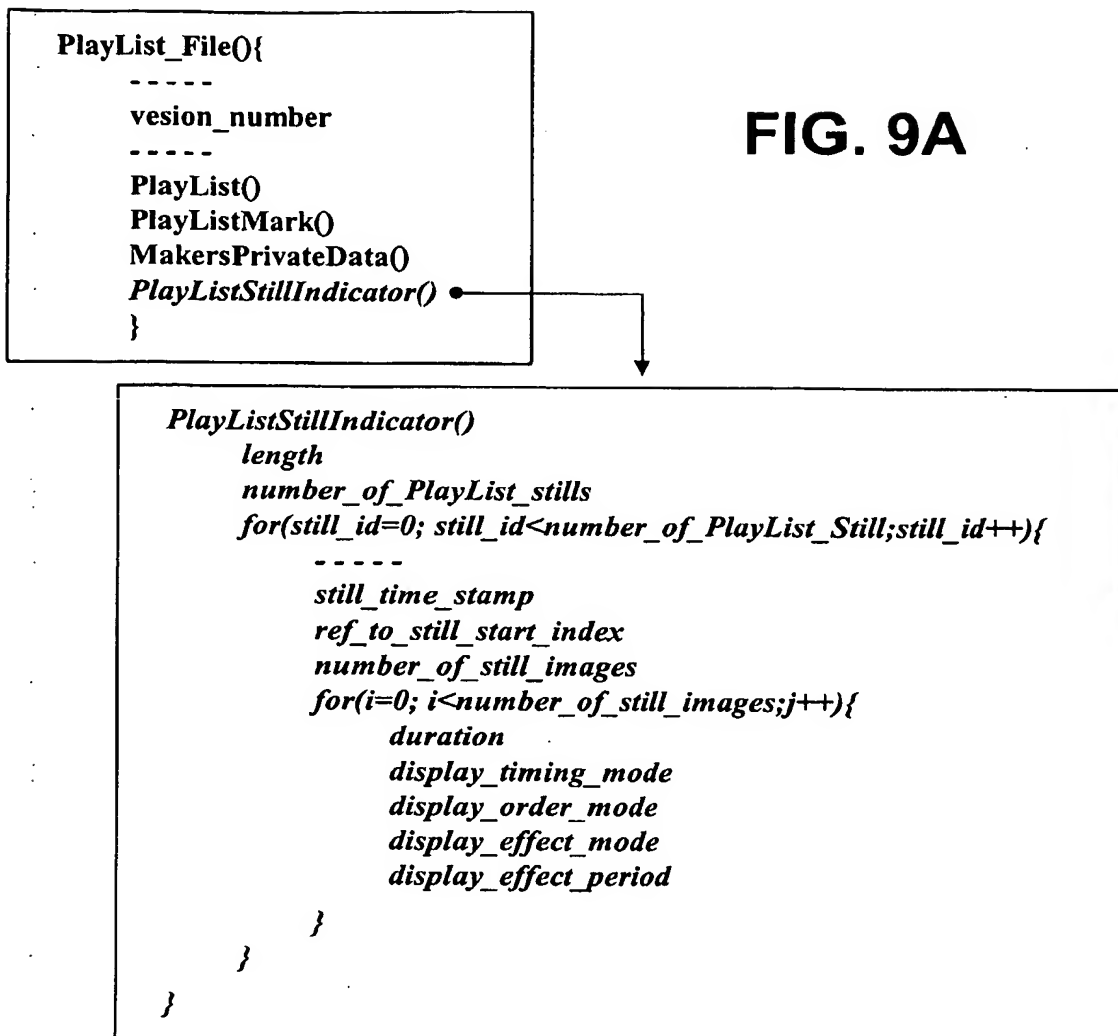 PlayList_File(){
- - - - -
vesion_number
- - - - -
PlayList()
PlayListMark()
MakersPrivateData()
PlayListStillIndicator()
}
FIG. 9A
PlayListStillIndicator()
length
number_of_PlayList_stills
for(still_id=0; still_id<number_of_PlayList_Still;still_id++){
- - - - -
still_time_stamp
ref_to_still_start_index
number_of_still_images
for(i=0; i<number_of_still_images;j++){
duration
display_timing_mode
display_order_mode
display_effect_mode
display_effect_period
}
}
}